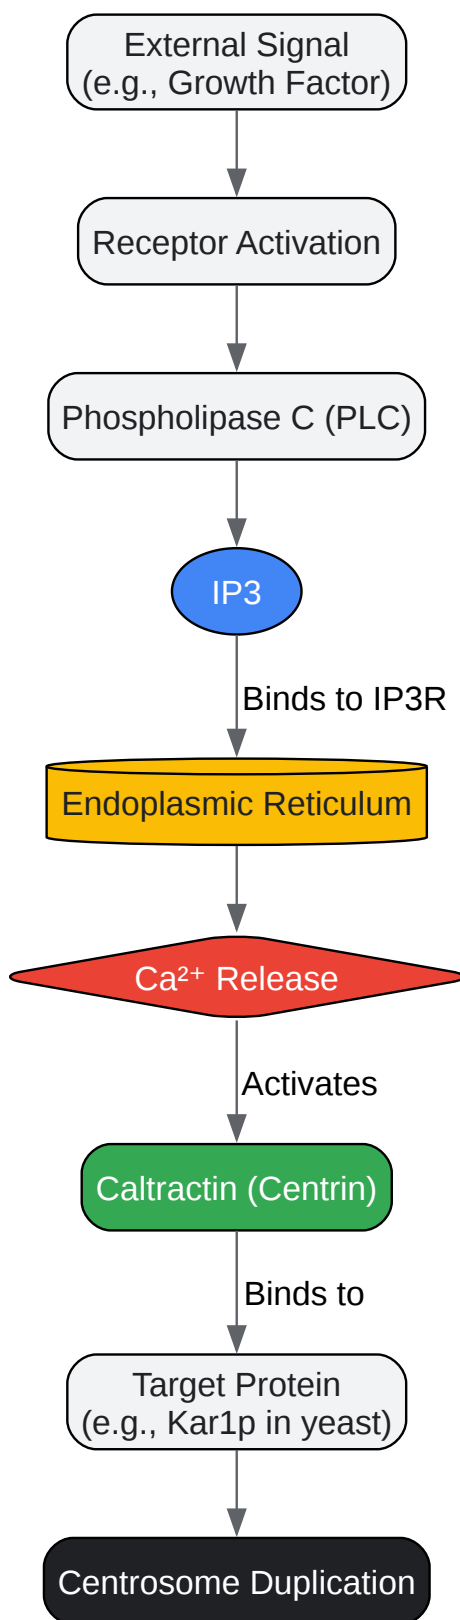 External Signal
(e.g., Growth Factor)
Receptor Activation
Phospholipase C (PLC)
IP3
Binds to IP3R
Endoplasmic Reticulum
Ca²⁺ Release
Activates
Caltractin (Centrin)
Binds to
Target Protein
(e.g., Kar1p in yeast)
Centrosome Duplication